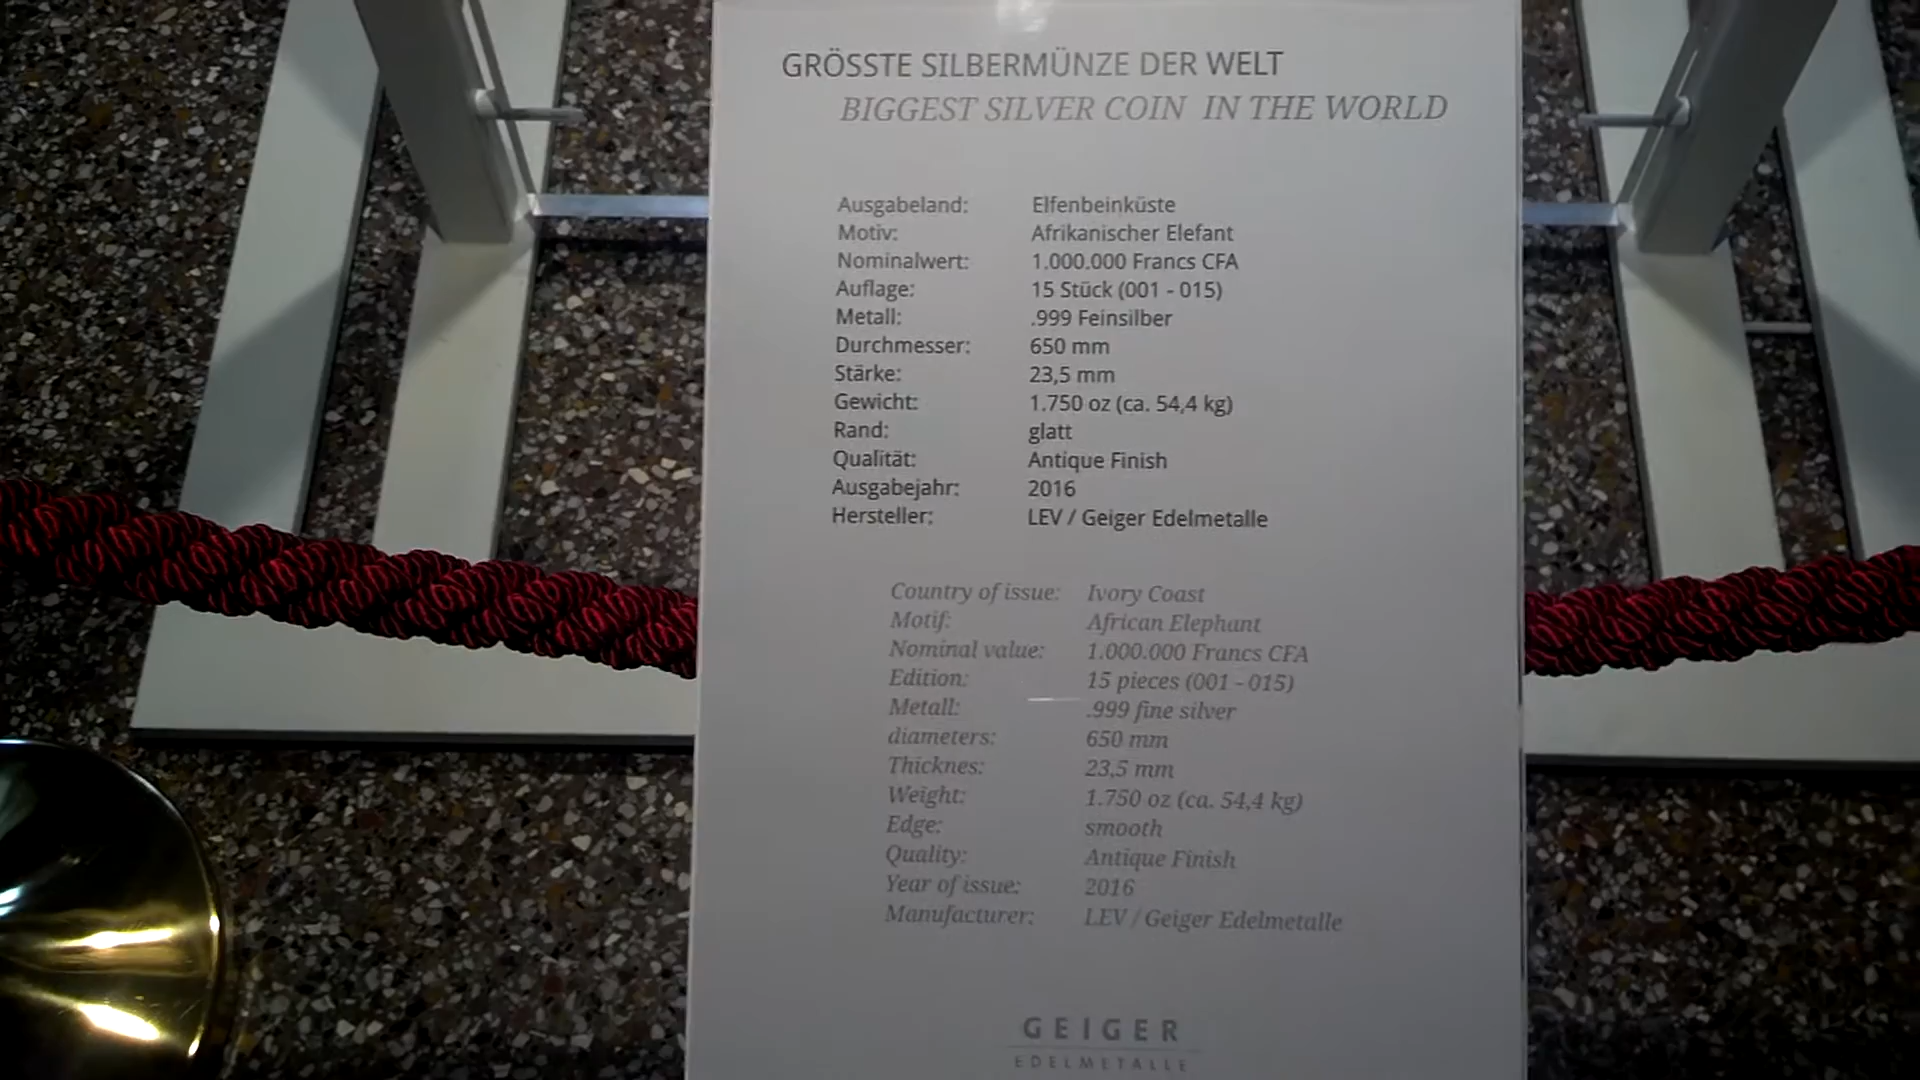 GRÖSSTE SILBERMÜNZE DER WELT
BIGGEST SILVER COIN IN THE WORLD
Ausgabeland: Elfenbeinküste
Motiv: Afrikanischer Elefant
Nominalwert: 1.000.000 Francs CFA
Auflage: 15 Stück (001 - 015)
Metall: .999 Feinsilber
Durchmesser: 650 mm
Stärke: 23,5 mm
Gewicht: 1.750 oz (ca. 54,4 kg)
Rand: glatt
Qualität: Antique Finish
Ausgabejahr: 2016
Hersteller: LEV / Geiger Edelmetalle
Country of issue: Ivory Coast
Motif: African Elephant
Nominal value: 1.000.000 Francs CFA
Edition: 15 pieces (001 - 015)
Metall: .999 fine silver
diameters: 650 mm
Thicknes: 23,5 mm
Weight: 1.750 oz (ca. 54,4 kg)
Edge: smooth
Quality: Antique Finish
Year of issue: 2016
Manufacturer: LEV / Geiger Edelmetalle
GEIGER
EDELMETALLE